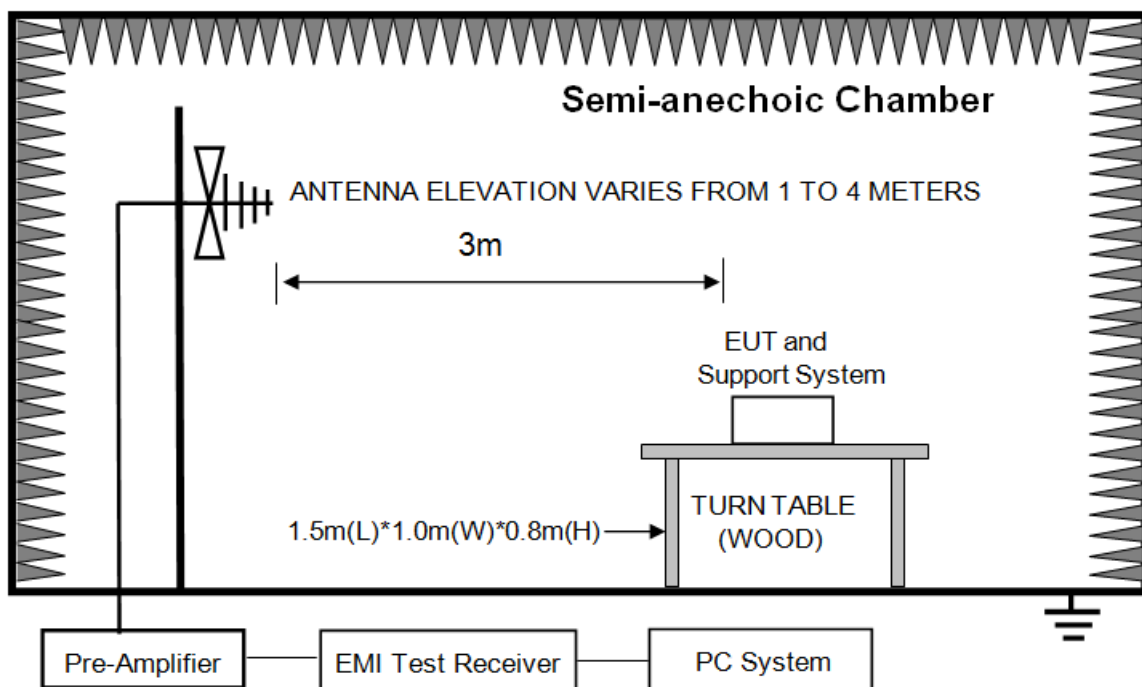 Semi-anechoic Chamber
ANTENNA ELEVATION VARIES FROM 1 TO 4 METERS
3m
EUT and
Support System
1.5m(L)*1.0m(W)*0.8m(H)
TURN TABLE
(WOOD)
Pre-Amplifier
EMI Test Receiver
PC System